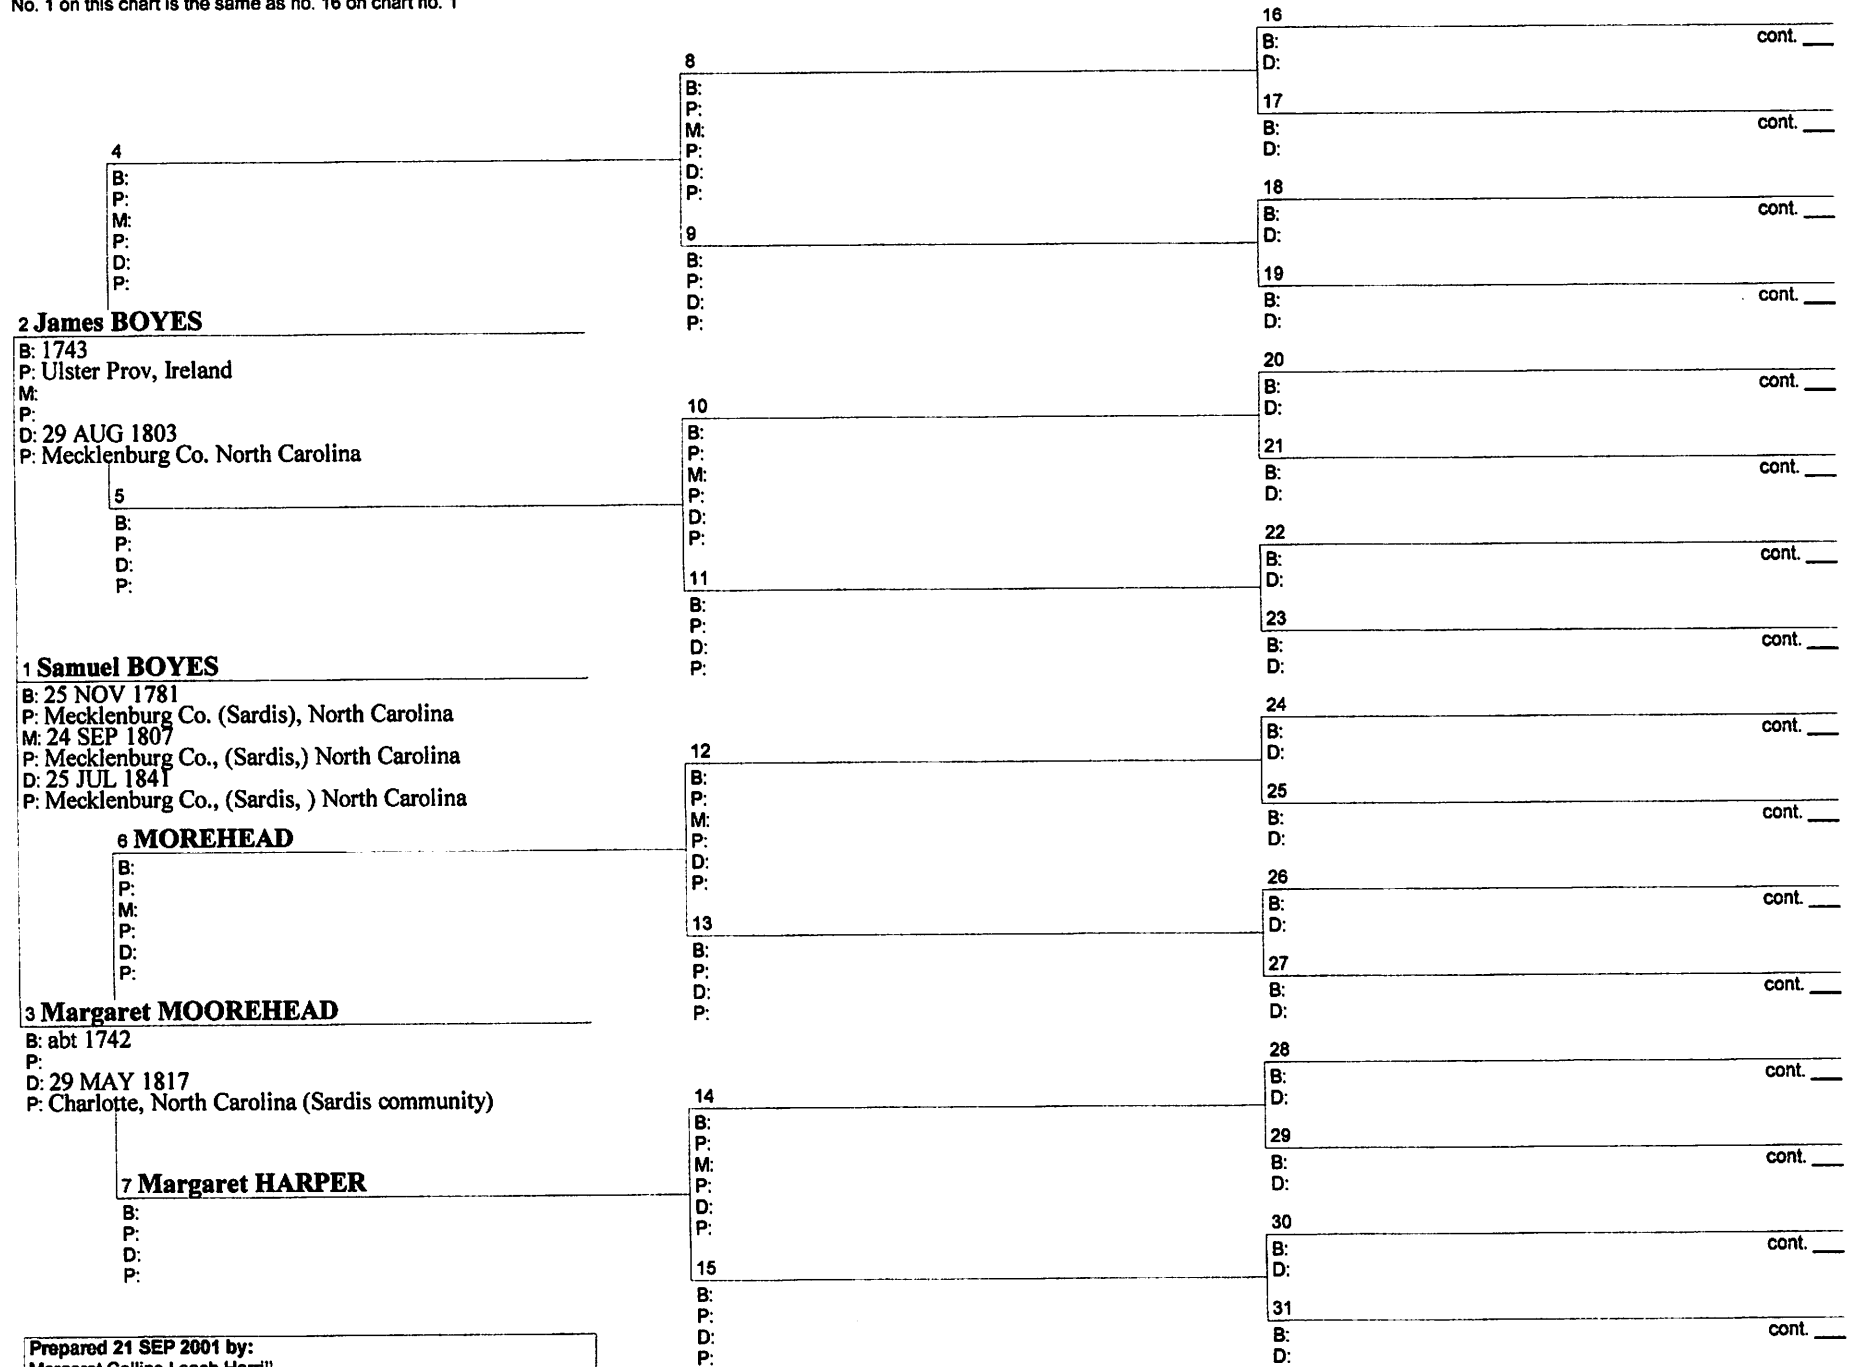 No. 1 on this chart is the same as no. 16 on chart no. 1
16
cont. ___
B:
D:
8
B:
P:
M:
P:
D:
P:
17
cont. ___
B:
D:
4
B:
P:
M:
P:
D:
P:
18
cont. ___
B:
D:
9
B:
P:
D:
P:
19
cont. ___
B:
D:
2 James BOYES
B: 1743
P: Ulster Prov, Ireland
M:
P:
D: 29 AUG 1803
P: Mecklenburg Co. North Carolina
20
cont. ___
B:
D:
10
B:
P:
M:
P:
D:
P:
21
cont. ___
B:
D:
5
B:
P:
D:
P:
22
cont. ___
B:
D:
11
B:
P:
D:
P:
23
cont. ___
B:
D:
1 Samuel BOYES
B: 25 NOV 1781
P: Mecklenburg Co. (Sardis), North Carolina
M: 24 SEP 1807
P: Mecklenburg Co., (Sardis,) North Carolina
D: 25 JUL 1841
P: Mecklenburg Co., (Sardis, ) North Carolina
24
cont. ___
B:
D:
12
B:
P:
M:
P:
D:
P:
25
cont. ___
B:
D:
6 MOREHEAD
B:
P:
M:
P:
D:
P:
26
cont. ___
B:
D:
13
B:
P:
D:
P:
27
cont. ___
B:
D:
3 Margaret MOOREHEAD
B: abt 1742
P:
D: 29 MAY 1817
P: Charlotte, North Carolina (Sardis community)
28
cont. ___
B:
D:
14
B:
P:
M:
P:
D:
P:
29
cont. ___
B:
D:
7 Margaret HARPER
B:
P:
D:
P:
30
cont. ___
B:
D:
15
B:
P:
D:
P:
31
cont. ___
B:
D:
Prepared 21 SEP 2001 by:
Margaret Collins Leach